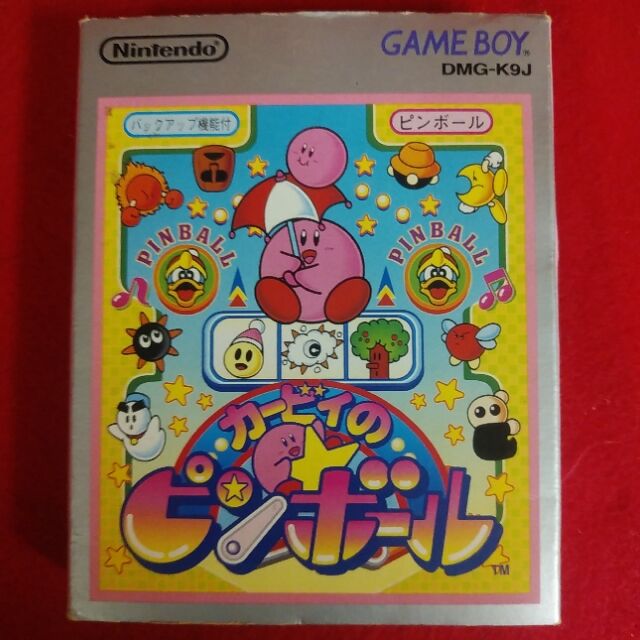 Nintendo
GAME BOY
DMG-K9J
バックアップ機能付
ピンボール
PINBALL
PINBALL
カービィの
ピンボール
TM